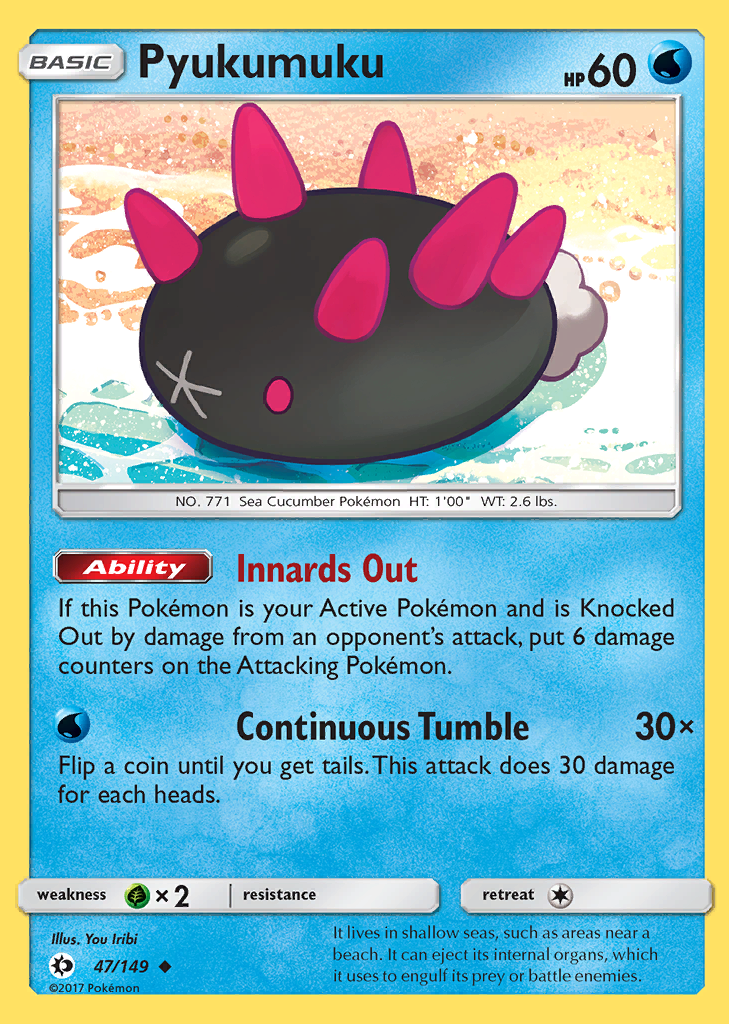 BASIC Pyukumuku HP60
NO. 771 Sea Cucumber Pokémon HT: 1'00" WT: 2.6 lbs.
Ability Innards Out
If this Pokémon is your Active Pokémon and is Knocked
Out by damage from an opponent's attack, put 6 damage
counters on the Attacking Pokémon.
Continuous Tumble 30×
Flip a coin until you get tails. This attack does 30 damage
for each heads.
weakness ×2 resistance retreat
Illus. You Iribi
47/149
©2017 Pokémon
It lives in shallow seas, such as areas near a
beach. It can eject its internal organs, which
it uses to engulf its prey or battle enemies.